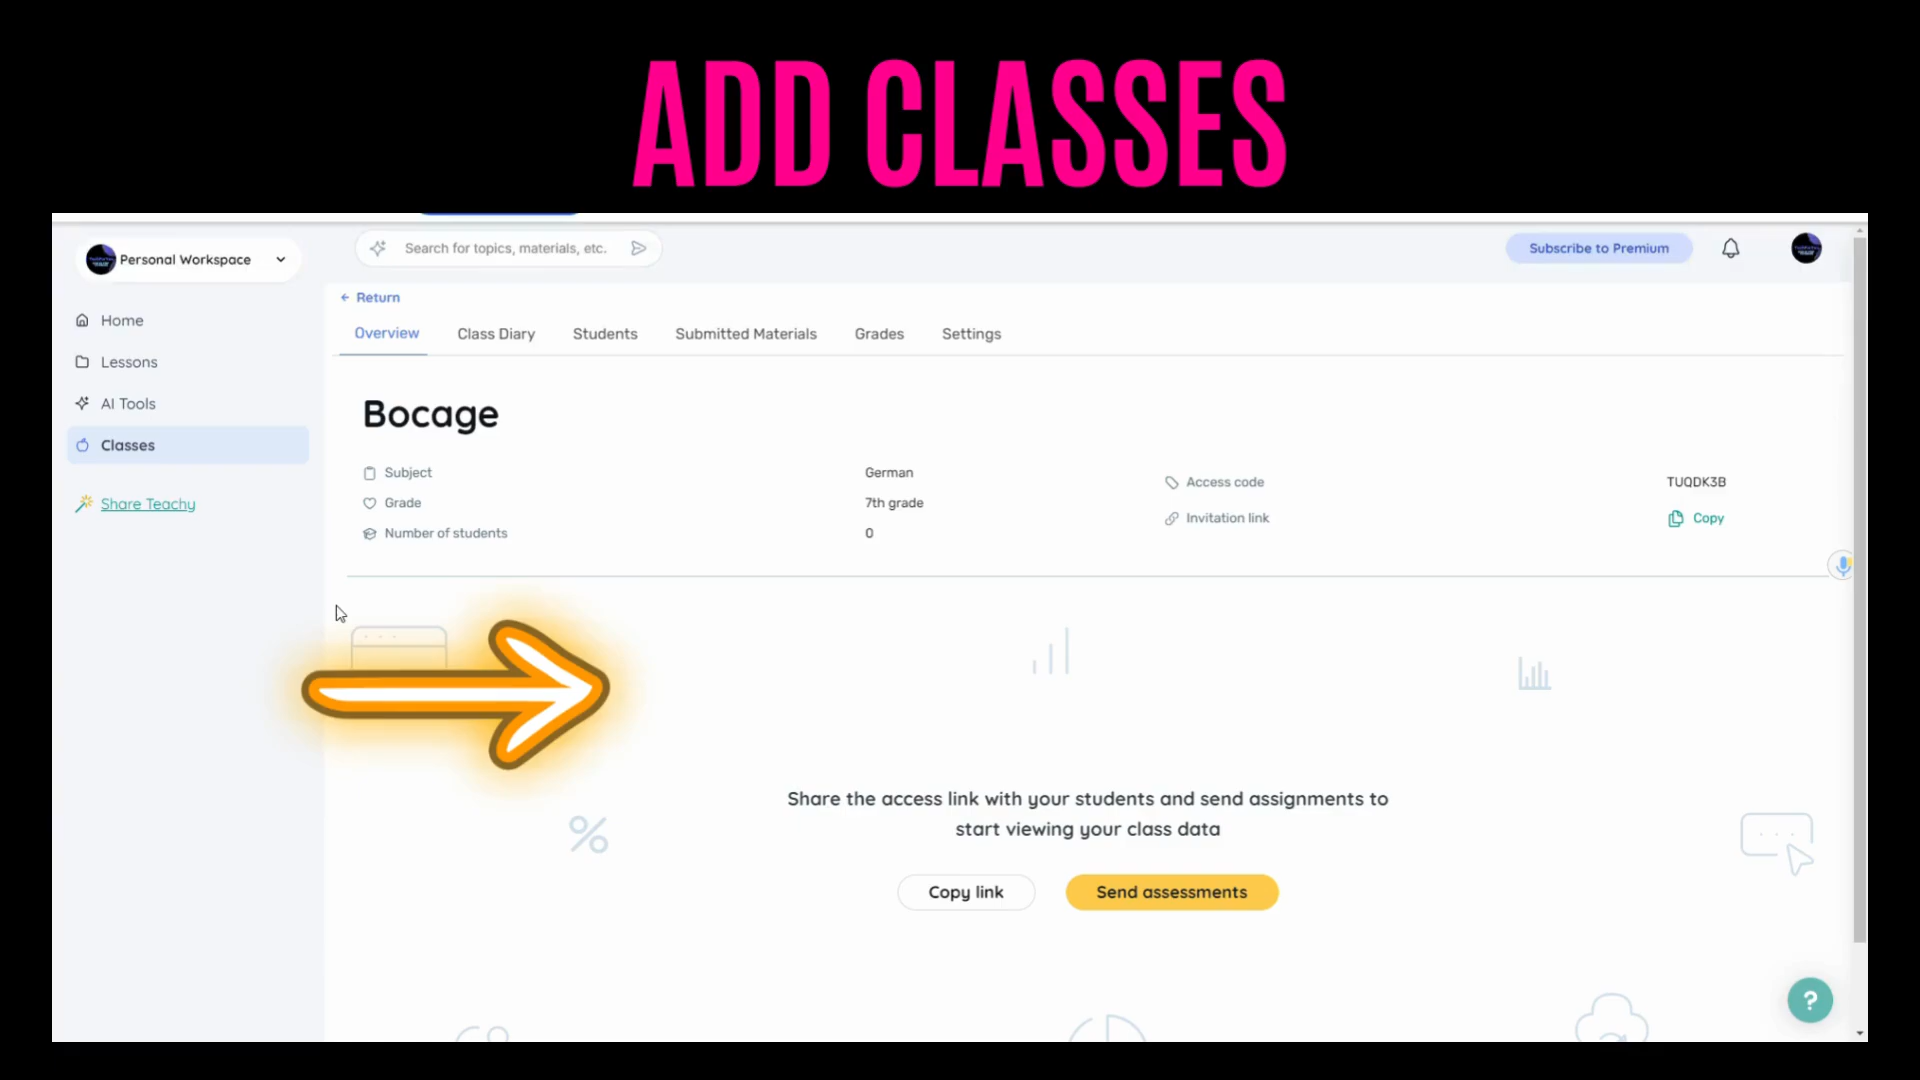 ADD CLASSES
Personal Workspace
Search for topics, materials, etc.
Subscribe to Premium
Home
Lessons
AI Tools
Classes
Share Teachy
Return
Overview
Class Diary
Students
Submitted Materials
Grades
Settings
Bocage
Subject
German
Grade
7th grade
Number of students
0
Access code
TUQDK3B
Invitation link
Copy
%
Share the access link with your students and send assignments to
start viewing your class data
Copy link
Send assessments
?